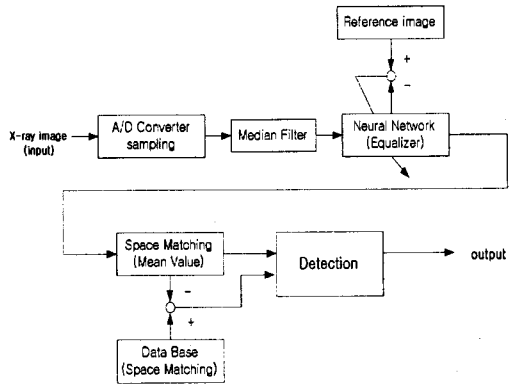 Reference image
+
−
X-ray image
(input)
A/D Converter
sampling
Median Filter
Neural Network
(Equalizer)
Space Matching
(Mean Value)
Detection
output
−
+
Data Base
(Space Matching)